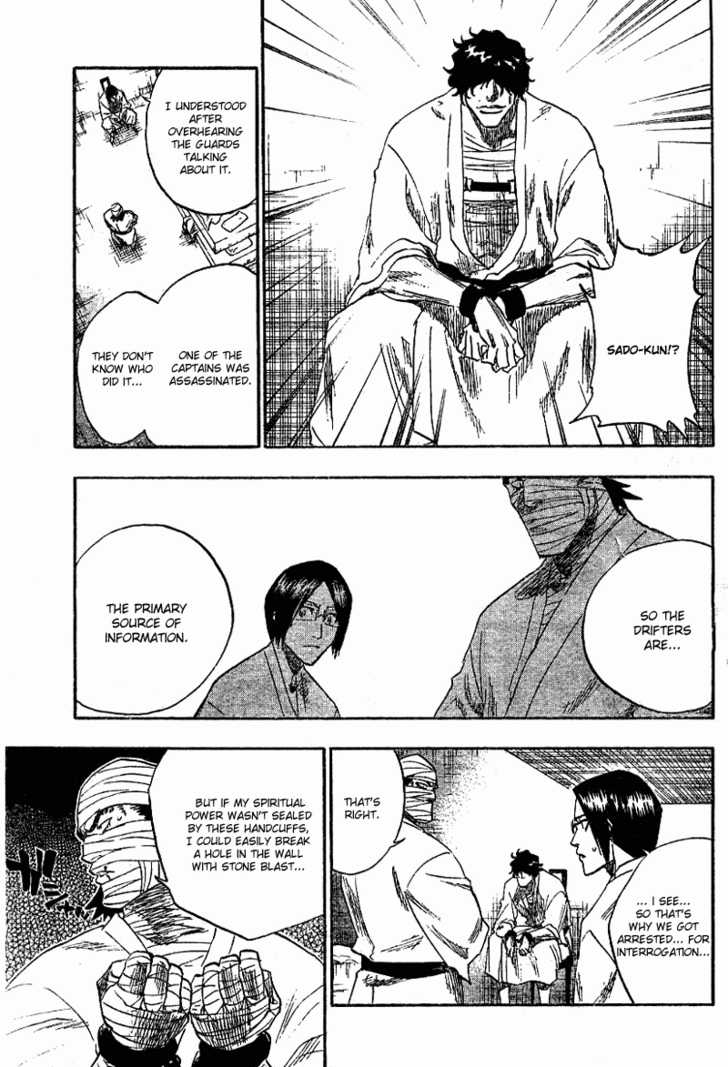 SADO-KUN!?
I UNDERSTOOD
AFTER
OVERHEARING
THE GUARDS
TALKING
ABOUT IT.
ONE OF THE
CAPTAINS WAS
ASSASSINATED.
THEY DON'T
KNOW WHO
DID IT...
SO THE
DRIFTERS
ARE...
THE PRIMARY
SOURCE OF
INFORMATION.
THAT'S
RIGHT.
... I SEE...
SO THAT'S
WHY WE GOT
ARRESTED... FOR
INTERROGATION...
BUT IF MY SPIRITUAL
POWER WASN'T SEALED
BY THESE HANDCUFFS,
I COULD EASILY BREAK
A HOLE IN THE WALL
WITH STONE BLAST...